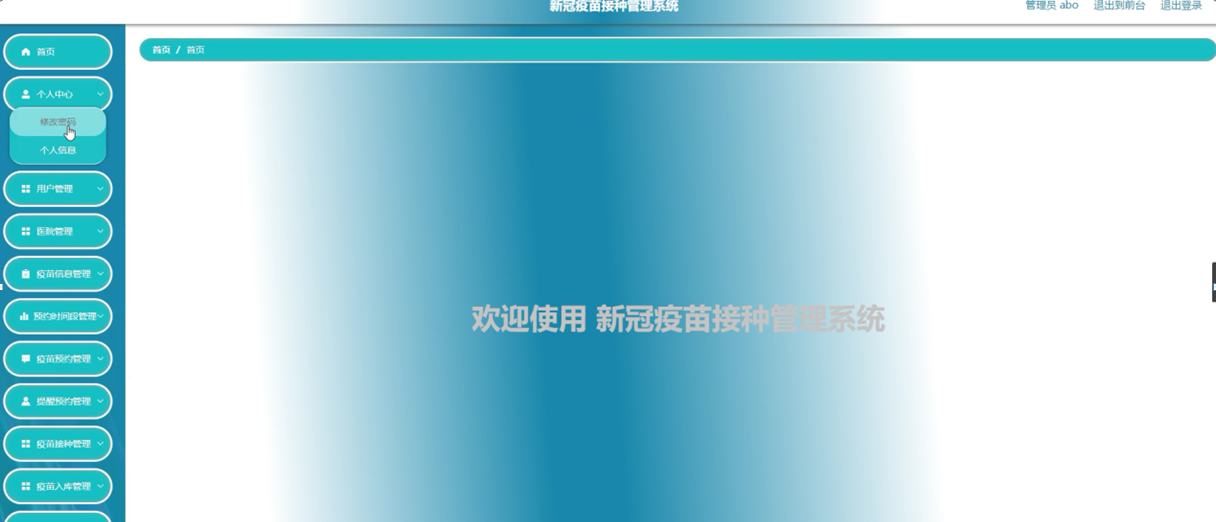 新冠疫苗接种管理系统
管理员 abo 退出到前台 退出登录
首页
首页 / 首页
个人中心
修改密码
个人信息
用户管理
医院管理
疫苗信息管理
预约时间段管理
疫苗预约管理
提醒预约管理
疫苗接种管理
疫苗入库管理
欢迎使用 新冠疫苗接种管理系统